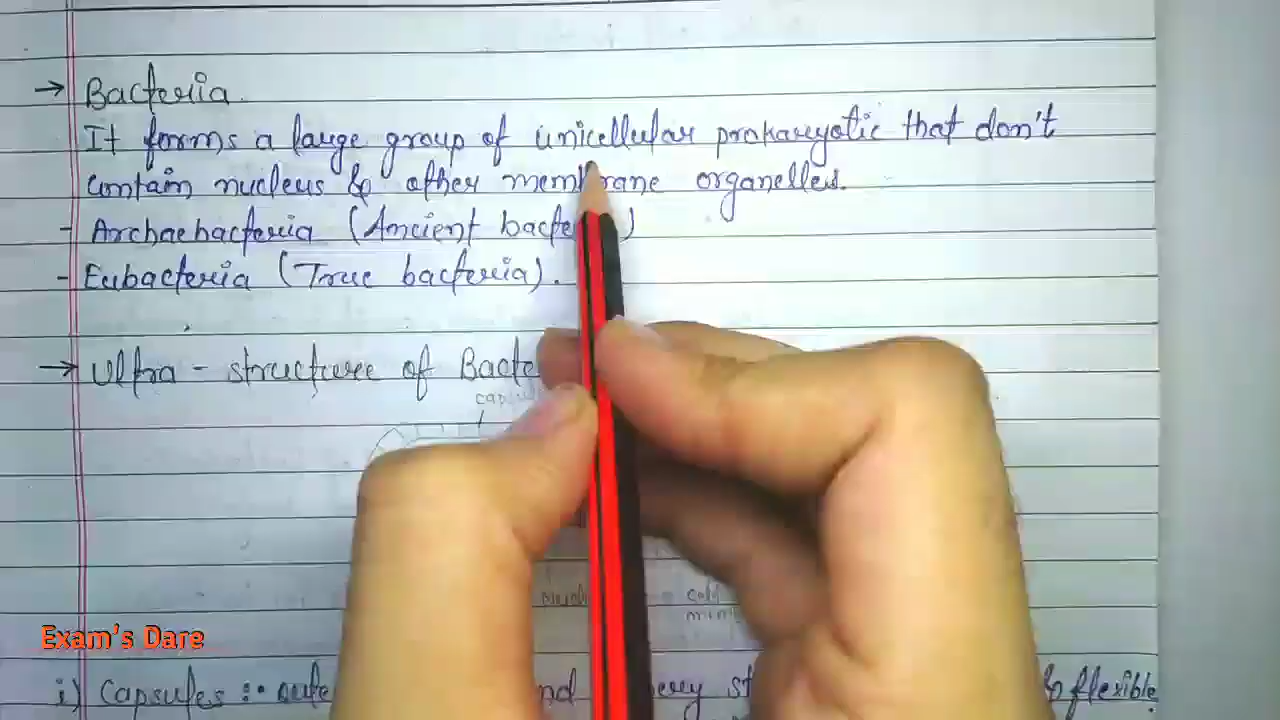 → Bacteria.
It forms a large group of unicellular prokaryotic that don't
contain nucleus & other membrane organelles.
- Archaebacteria (Ancient bacte )
- Eubacteria (True bacteria).
→ Ultra - structure of Bacte
cap
Exam's Dare
i) Capsules :- oute nd very st & flexible